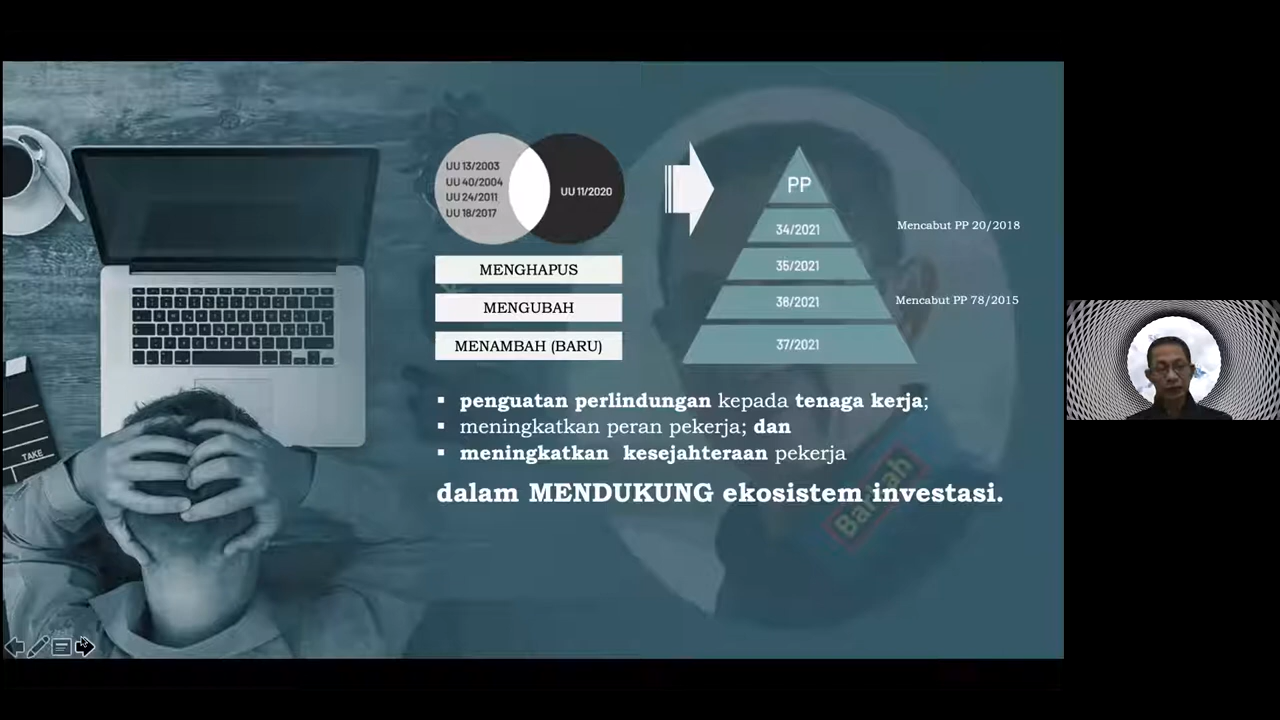 UU 13/2003
UU 40/2004
UU 24/2011
UU 18/2017
UU 11/2020
MENGHAPUS
MENGUBAH
MENAMBAH (BARU)
PP
34/2021
35/2021
36/2021
37/2021
Mencabut PP 20/2018
Mencabut PP 78/2015
▪ penguatan perlindungan kepada tenaga kerja;
▪ meningkatkan peran pekerja; dan
▪ meningkatkan kesejahteraan pekerja
dalam MENDUKUNG ekosistem investasi.
TAKE